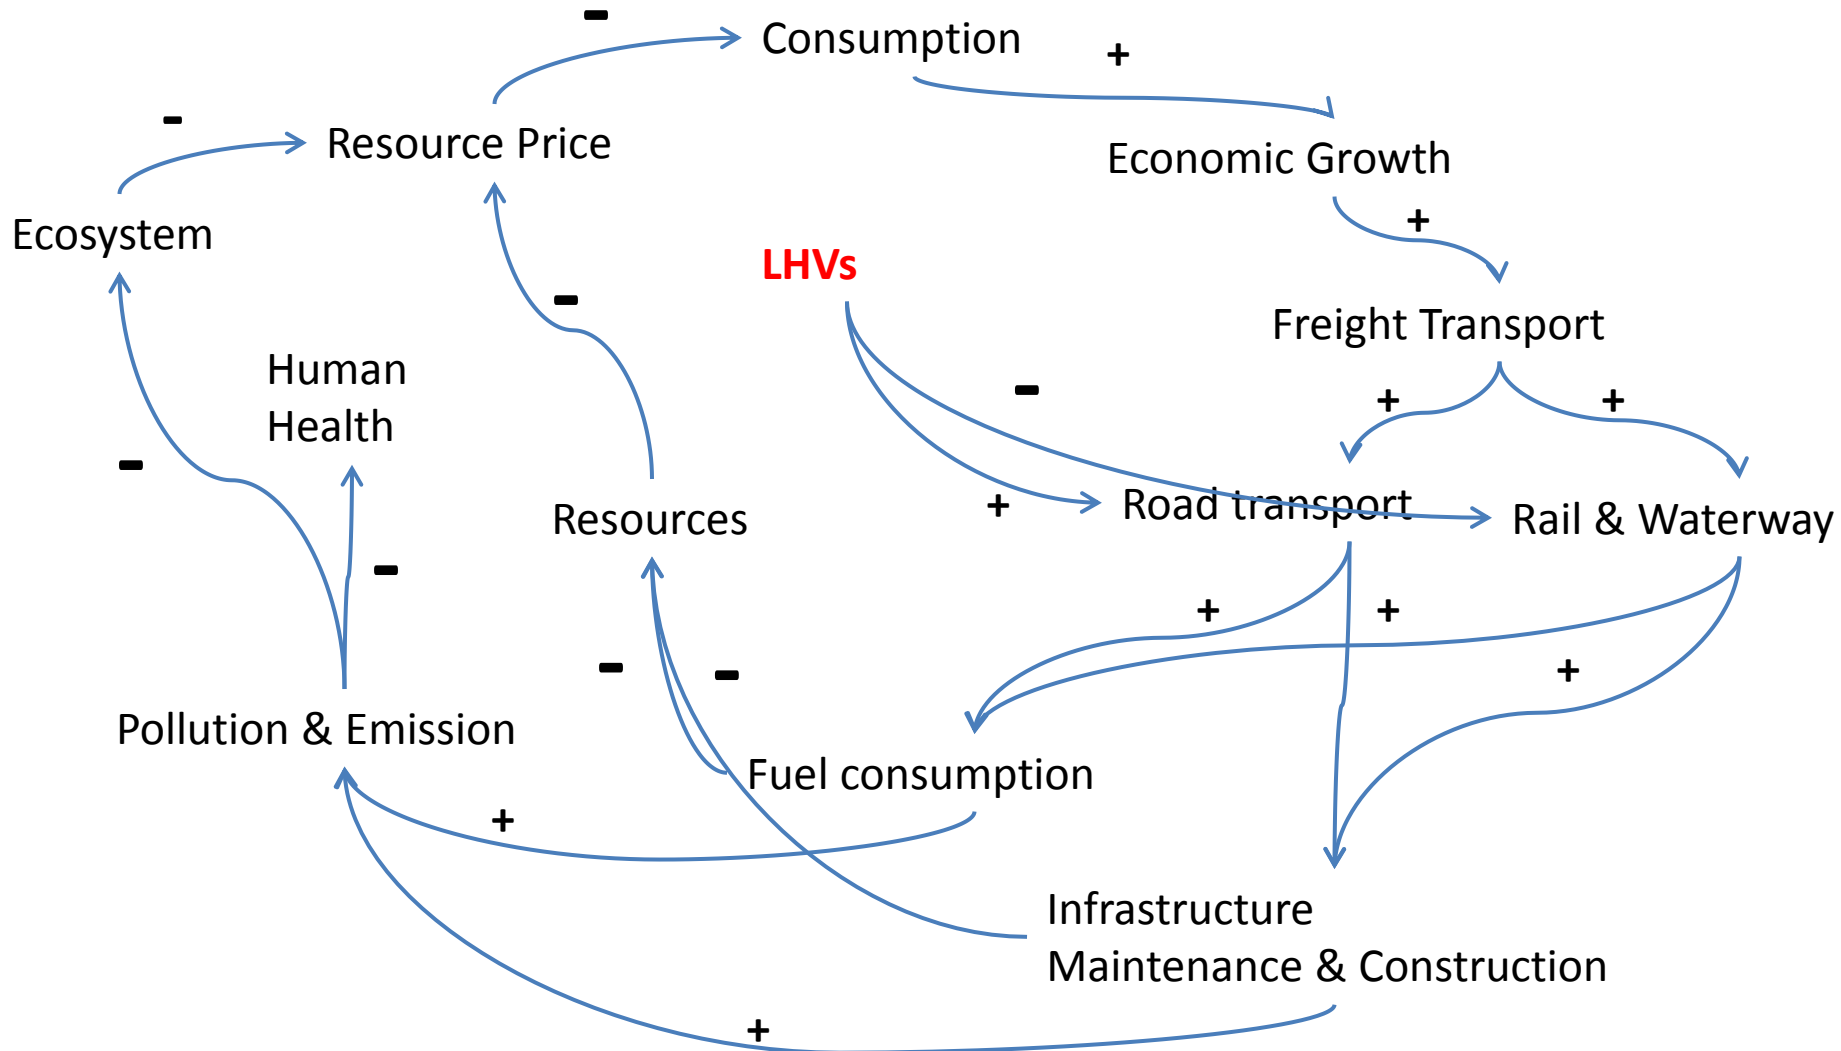 -
Consumption
+
-
Resource Price
Economic Growth
+
Ecosystem
LHVs
-
Freight Transport
Human
Health
-
+
+
-
+
Road transport
Rail & Waterway
Resources
-
+
+
-
-
+
Pollution & Emission
Fuel consumption
+
Infrastructure
Maintenance & Construction
+